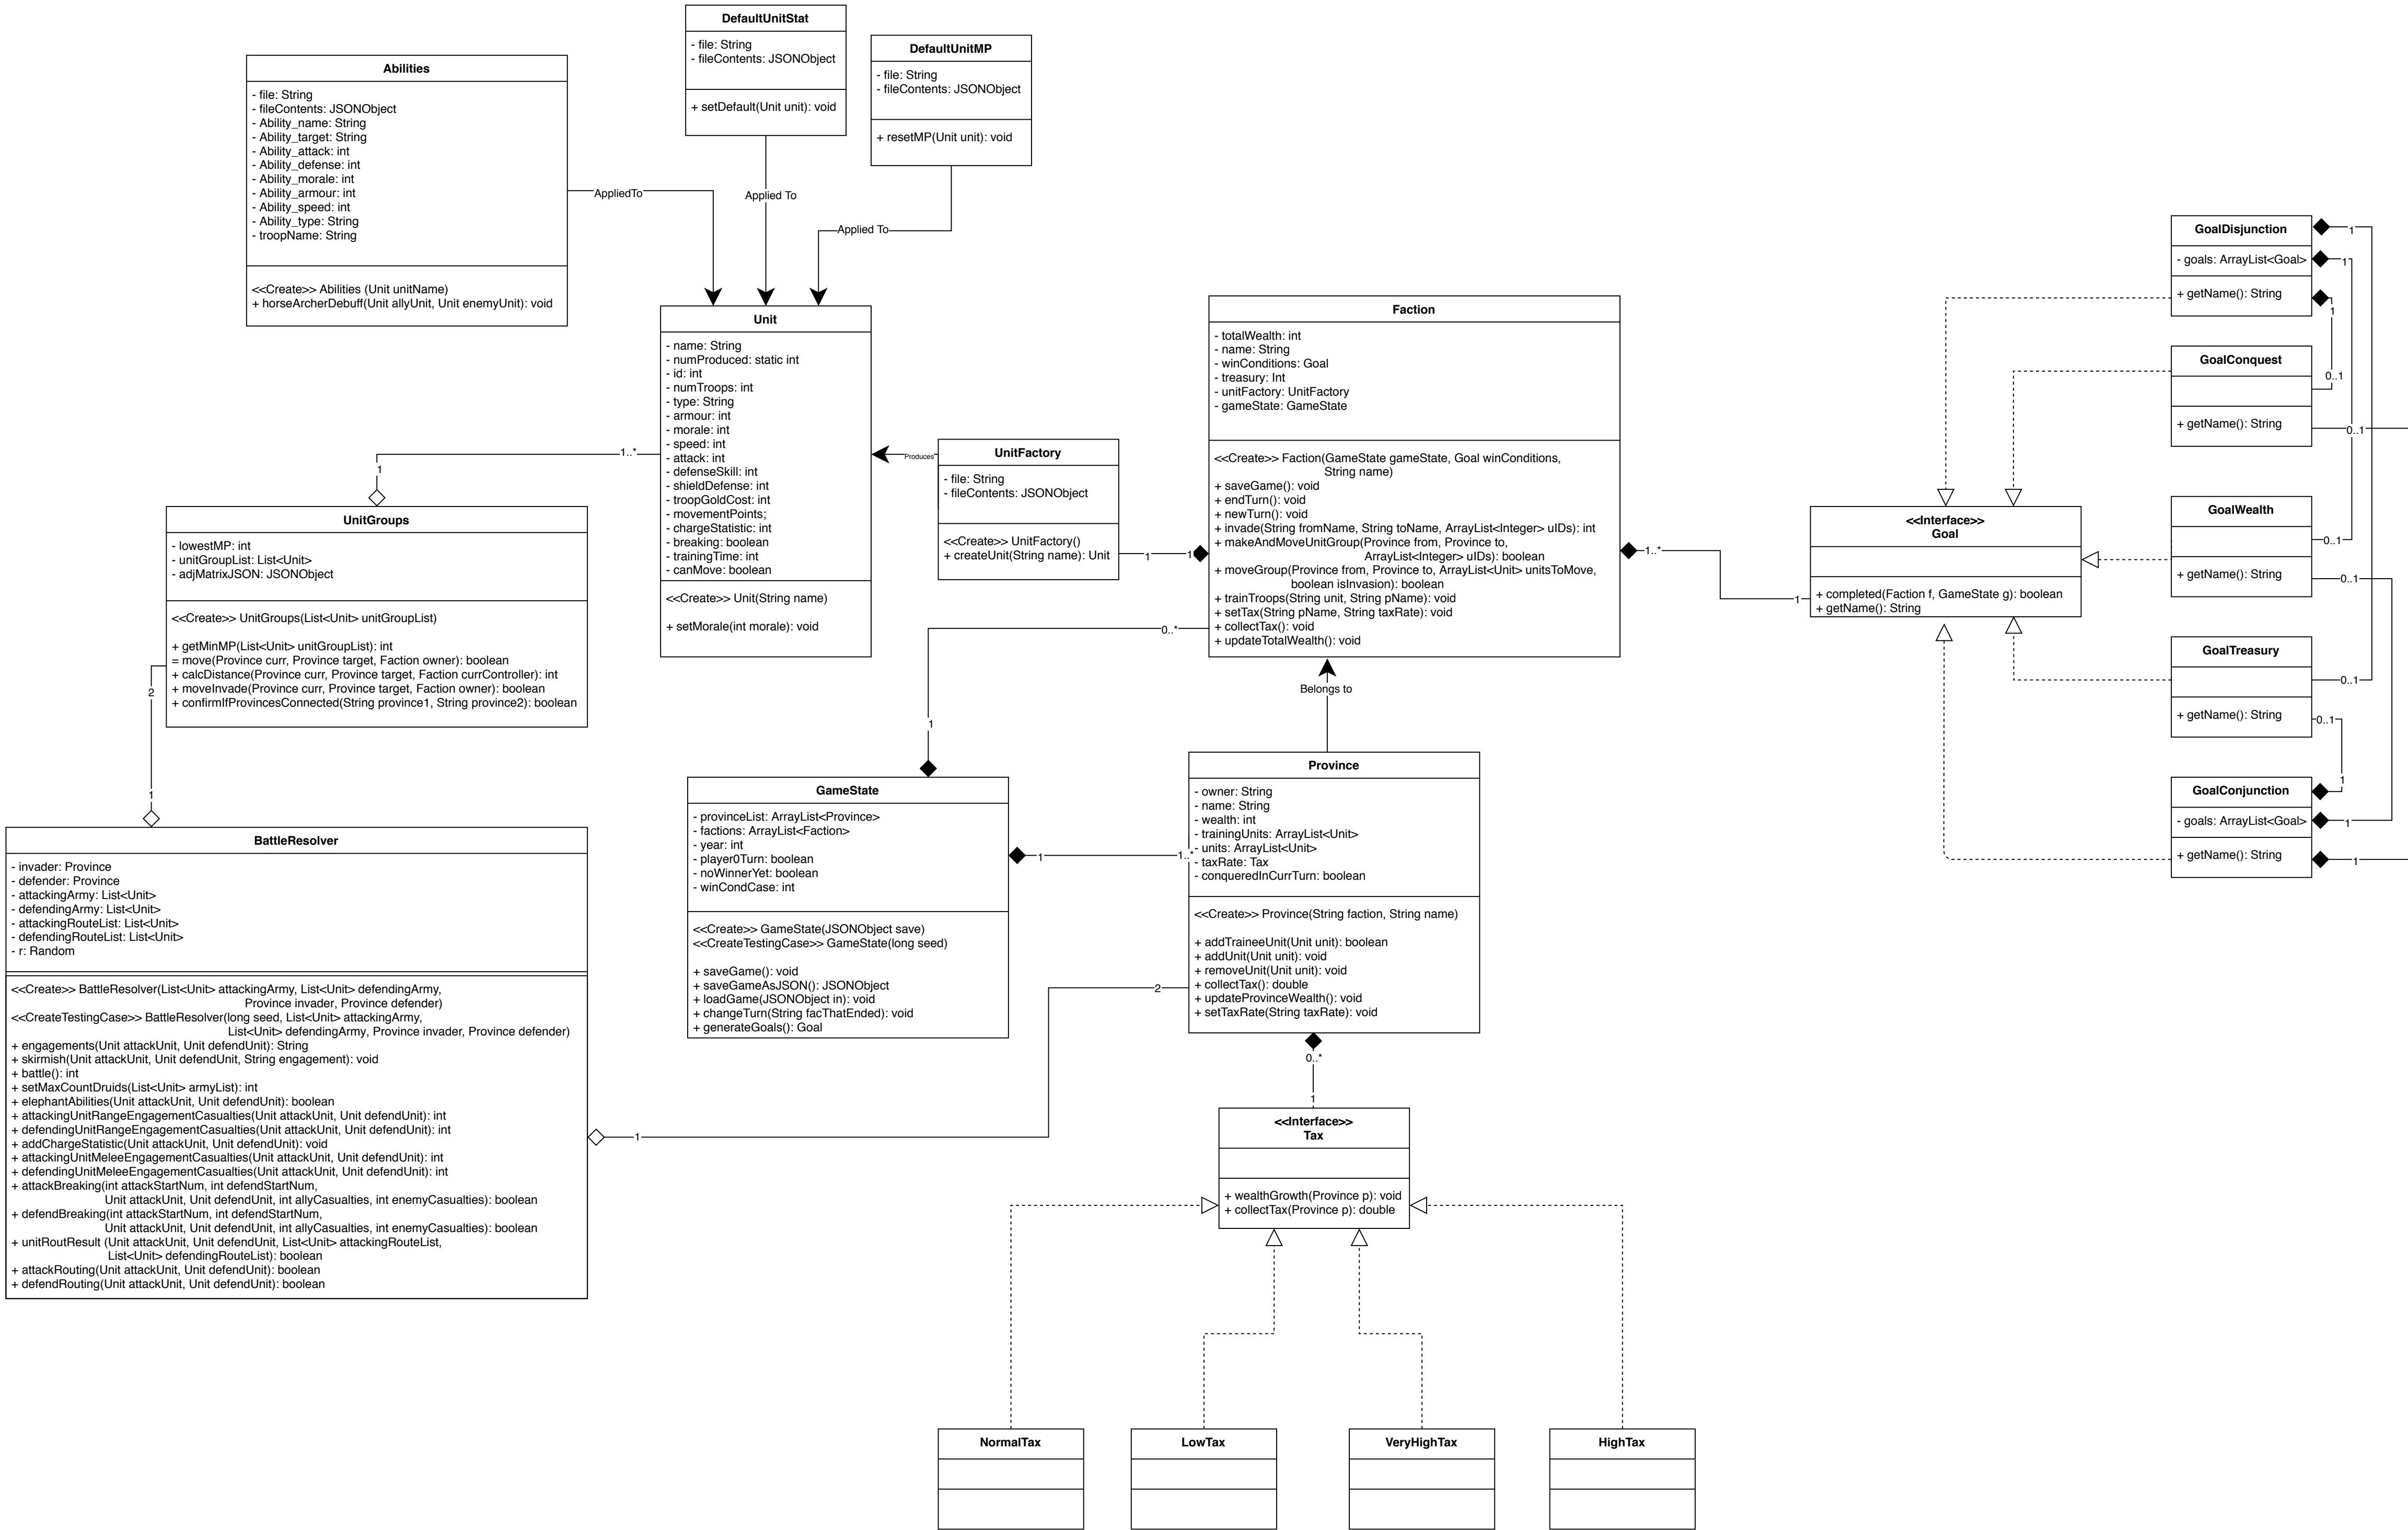 DefaultUnitStat
- file: String
- fileContents: JSONObject
+ setDefault(Unit unit): void
DefaultUnitMP
- file: String
- fileContents: JSONObject
+ resetMP(Unit unit): void
Abilities
- file: String
- fileContents: JSONObject
- Ability_name: String
- Ability_target: String
- Ability_attack: int
- Ability_defense: int
- Ability_morale: int
- Ability_armour: int
- Ability_speed: int
- Ability_type: String
- troopName: String
<<Create>> Abilities (Unit unitName)
+ horseArcherDebuff(Unit allyUnit, Unit enemyUnit): void
AppliedTo
Applied To
Applied To
Unit
- name: String
- numProduced: static int
- id: int
- numTroops: int
- type: String
- armour: int
- morale: int
- speed: int
- attack: int
- defenseSkill: int
- shieldDefense: int
- troopGoldCost: int
- movementPoints;
- chargeStatistic: int
- breaking: boolean
- trainingTime: int
- canMove: boolean
<<Create>> Unit(String name)
+ setMorale(int morale): void
1..*
1
Produces
UnitFactory
- file: String
- fileContents: JSONObject
<<Create>> UnitFactory()
+ createUnit(String name): Unit
1
1
Faction
- totalWealth: int
- name: String
- winConditions: Goal
- treasury: Int
- unitFactory: UnitFactory
- gameState: GameState
<<Create>> Faction(GameState gameState, Goal winConditions,
String name)
+ saveGame(): void
+ endTurn(): void
+ newTurn(): void
+ invade(String fromName, String toName, ArrayList<Integer> uIDs): int
+ makeAndMoveUnitGroup(Province from, Province to,
ArrayList<Integer> uIDs): boolean
+ moveGroup(Province from, Province to, ArrayList<Unit> unitsToMove,
boolean isInvasion): boolean
+ trainTroops(String unit, String pName): void
+ setTax(String pName, String taxRate): void
+ collectTax(): void
+ updateTotalWealth(): void
1..*
1
0..*
1
Belongs to
UnitGroups
- lowestMP: int
- unitGroupList: List<Unit>
- adjMatrixJSON: JSONObject
<<Create>> UnitGroups(List<Unit> unitGroupList)
+ getMinMP(List<Unit> unitGroupList): int
= move(Province curr, Province target, Faction owner): boolean
+ calcDistance(Province curr, Province target, Faction currController): int
+ moveInvade(Province curr, Province target, Faction owner): boolean
+ confirmIfProvincesConnected(String province1, String province2): boolean
2
1
BattleResolver
- invader: Province
- defender: Province
- attackingArmy: List<Unit>
- defendingArmy: List<Unit>
- attackingRouteList: List<Unit>
- defendingRouteList: List<Unit>
- r: Random
<<Create>> BattleResolver(List<Unit> attackingArmy, List<Unit> defendingArmy,
Province invader, Province defender)
<<CreateTestingCase>> BattleResolver(long seed, List<Unit> attackingArmy,
List<Unit> defendingArmy, Province invader, Province defender)
+ engagements(Unit attackUnit, Unit defendUnit): String
+ skirmish(Unit attackUnit, Unit defendUnit, String engagement): void
+ battle(): int
+ setMaxCountDruids(List<Unit> armyList): int
+ elephantAbilities(Unit attackUnit, Unit defendUnit): boolean
+ attackingUnitRangeEngagementCasualties(Unit attackUnit, Unit defendUnit): int
+ defendingUnitRangeEngagementCasualties(Unit attackUnit, Unit defendUnit): int
+ addChargeStatistic(Unit attackUnit, Unit defendUnit): void
+ attackingUnitMeleeEngagementCasualties(Unit attackUnit, Unit defendUnit): int
+ defendingUnitMeleeEngagementCasualties(Unit attackUnit, Unit defendUnit): int
+ attackBreaking(int attackStartNum, int defendStartNum,
Unit attackUnit, Unit defendUnit, int allyCasualties, int enemyCasualties): boolean
+ defendBreaking(int attackStartNum, int defendStartNum,
Unit attackUnit, Unit defendUnit, int allyCasualties, int enemyCasualties): boolean
+ unitRoutResult (Unit attackUnit, Unit defendUnit, List<Unit> attackingRouteList,
List<Unit> defendingRouteList): boolean
+ attackRouting(Unit attackUnit, Unit defendUnit): boolean
+ defendRouting(Unit attackUnit, Unit defendUnit): boolean
1
2
GameState
- provinceList: ArrayList<Province>
- factions: ArrayList<Faction>
- year: int
- player0Turn: boolean
- noWinnerYet: boolean
- winCondCase: int
<<Create>> GameState(JSONObject save)
<<CreateTestingCase>> GameState(long seed)
+ saveGame(): void
+ saveGameAsJSON(): JSONObject
+ loadGame(JSONObject in): void
+ changeTurn(String facThatEnded): void
+ generateGoals(): Goal
1
1..*
Province
- owner: String
- name: String
- wealth: int
- trainingUnits: ArrayList<Unit>
- units: ArrayList<Unit>
- taxRate: Tax
- conqueredInCurrTurn: boolean
<<Create>> Province(String faction, String name)
+ addTraineeUnit(Unit unit): boolean
+ addUnit(Unit unit): void
+ removeUnit(Unit unit): void
+ collectTax(): double
+ updateProvinceWealth(): void
+ setTaxRate(String taxRate): void
0..*
1
<<Interface>>
Tax
+ wealthGrowth(Province p): void
+ collectTax(Province p): double
NormalTax
LowTax
VeryHighTax
HighTax
<<Interface>>
Goal
+ completed(Faction f, GameState g): boolean
+ getName(): String
GoalDisjunction
- goals: ArrayList<Goal>
+ getName(): String
1
1
1
GoalConquest
+ getName(): String
0..1
0..1
GoalWealth
+ getName(): String
0..1
0..1
GoalTreasury
+ getName(): String
0..1
0..1
GoalConjunction
- goals: ArrayList<Goal>
+ getName(): String
1
1
1